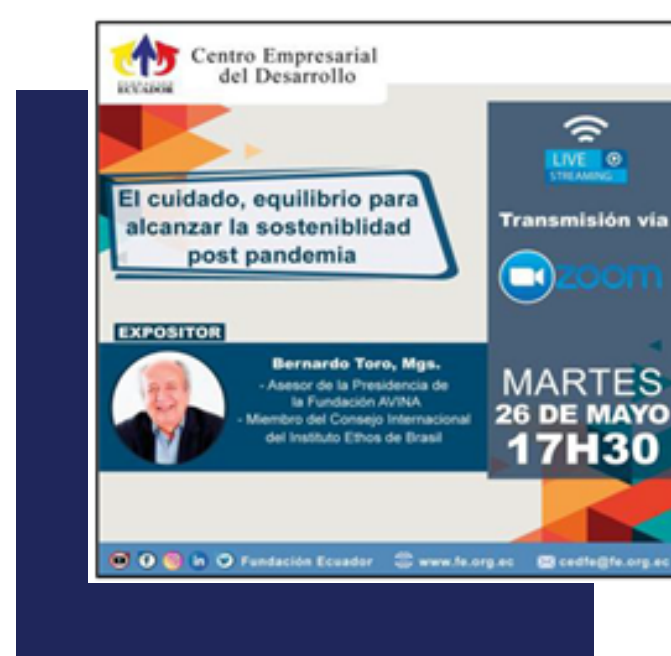 Centro Empresarial
del Desarrollo
FUNDACIÓN
ECUADOR
El cuidado, equilibrio para
alcanzar la sosteniblidad
post pandemia
LIVE
STREAMING
Transmisión vía
zoom
EXPOSITOR
Bernardo Toro, Mgs.
- Asesor de la Presidencia de
la Fundación AVINA
- Miembro del Consejo Internacional
del Instituto Ethos de Brasil
MARTES
26 DE MAYO
17H30
Fundación Ecuador www.fe.org.ec cedfe@fe.org.ec